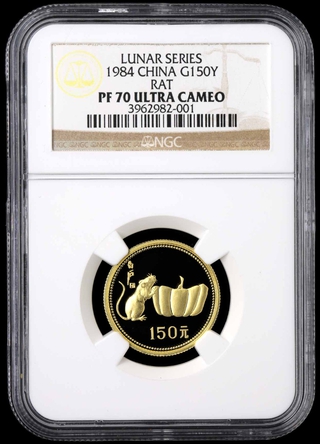 LUNAR SERIES
1984 CHINA G150Y
RAT
PF 70 ULTRA CAMEO
3962982-001
NGC
150元